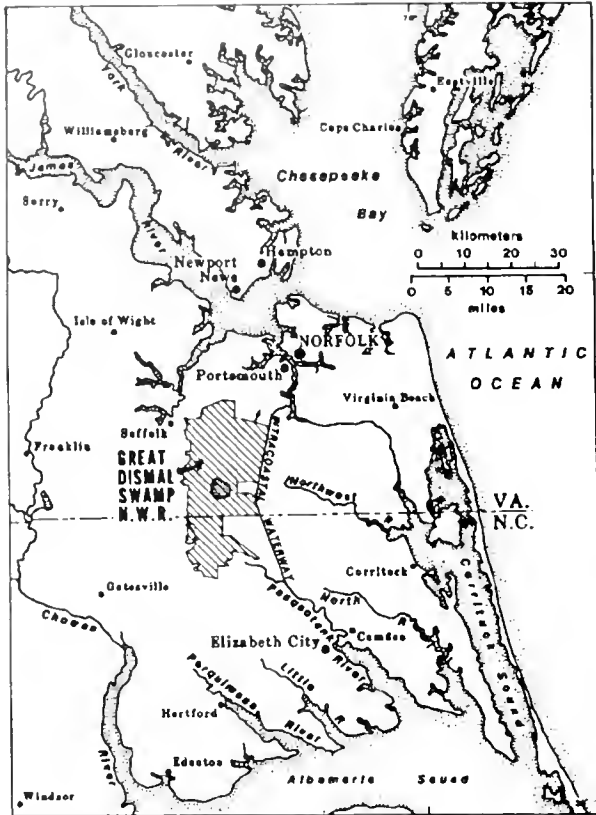 Gloucester
York
River
Eastville
Williamsburg
Cape Charles
James
River
Chesapeake
Bay
Surry
kilometers
0 10 20 30
0 5 10 15 20
miles
Hampton
Newport
News
Isle of Wight
NORFOLK
ATLANTIC
OCEAN
Portsmouth
Virginia Beach
Suffolk
Franklin
GREAT
DISMAL
SWAMP
N.W.R.
INTRACOASTAL
WATERWAY
Northwest
R
VA.
N.C.
Gatesville
Currituck
Currituck Sound
Chowan
River
Pasquotank
River
North
R
Camden
Elizabeth City
Perquimans
River
Little
R
Hertford
Edenton
Albemarle Sound
Windsor